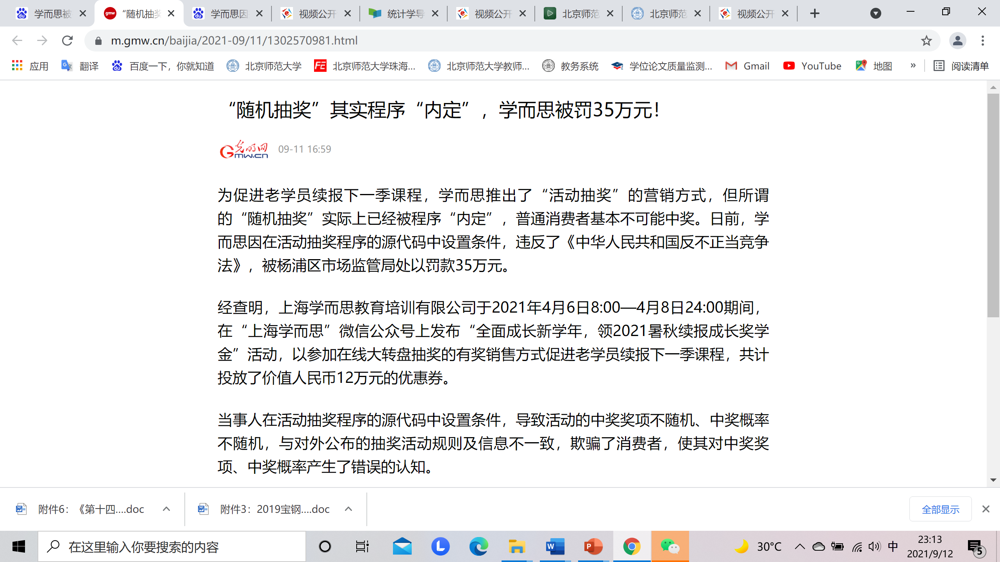 学而思被
“随机抽奖
学而思因
视频公开
统计学导
视频公开
北京师范
北京师范
视频公开
m.gmw.cn/baijia/2021-09/11/1302570981.html
应用
翻译
百度一下，你就知道
北京师范大学
北京师范大学珠海...
北京师范大学教师...
教务系统
学位论文质量监测...
Gmail
YouTube
地图
»
阅读清单
“随机抽奖”其实程序“内定”，学而思被罚35万元！
光明网
Gmw.cn
09-11 16:59
为促进老学员续报下一季课程，学而思推出了“活动抽奖”的营销方式，但所谓
的“随机抽奖”实际上已经被程序“内定”，普通消费者基本不可能中奖。日前，学
而思因在活动抽奖程序的源代码中设置条件，违反了《中华人民共和国反不正当竞争
法》，被杨浦区市场监管局处以罚款35万元。
经查明，上海学而思教育培训有限公司于2021年4月6日8:00—4月8日24:00期间，
在“上海学而思”微信公众号上发布“全面成长新学年，领2021暑秋续报成长奖学
金”活动，以参加在线大转盘抽奖的有奖销售方式促进老学员续报下一季课程，共计
投放了价值人民币12万元的优惠券。
当事人在活动抽奖程序的源代码中设置条件，导致活动的中奖奖项不随机、中奖概率
不随机，与对外公布的抽奖活动规则及信息不一致，欺骗了消费者，使其对中奖奖
项、中奖概率产生了错误的认知。
附件6：《第十四....doc
附件3：2019宝钢....doc
全部显示
在这里输入你要搜索的内容
30°C
中
23:13
2021/9/12
5